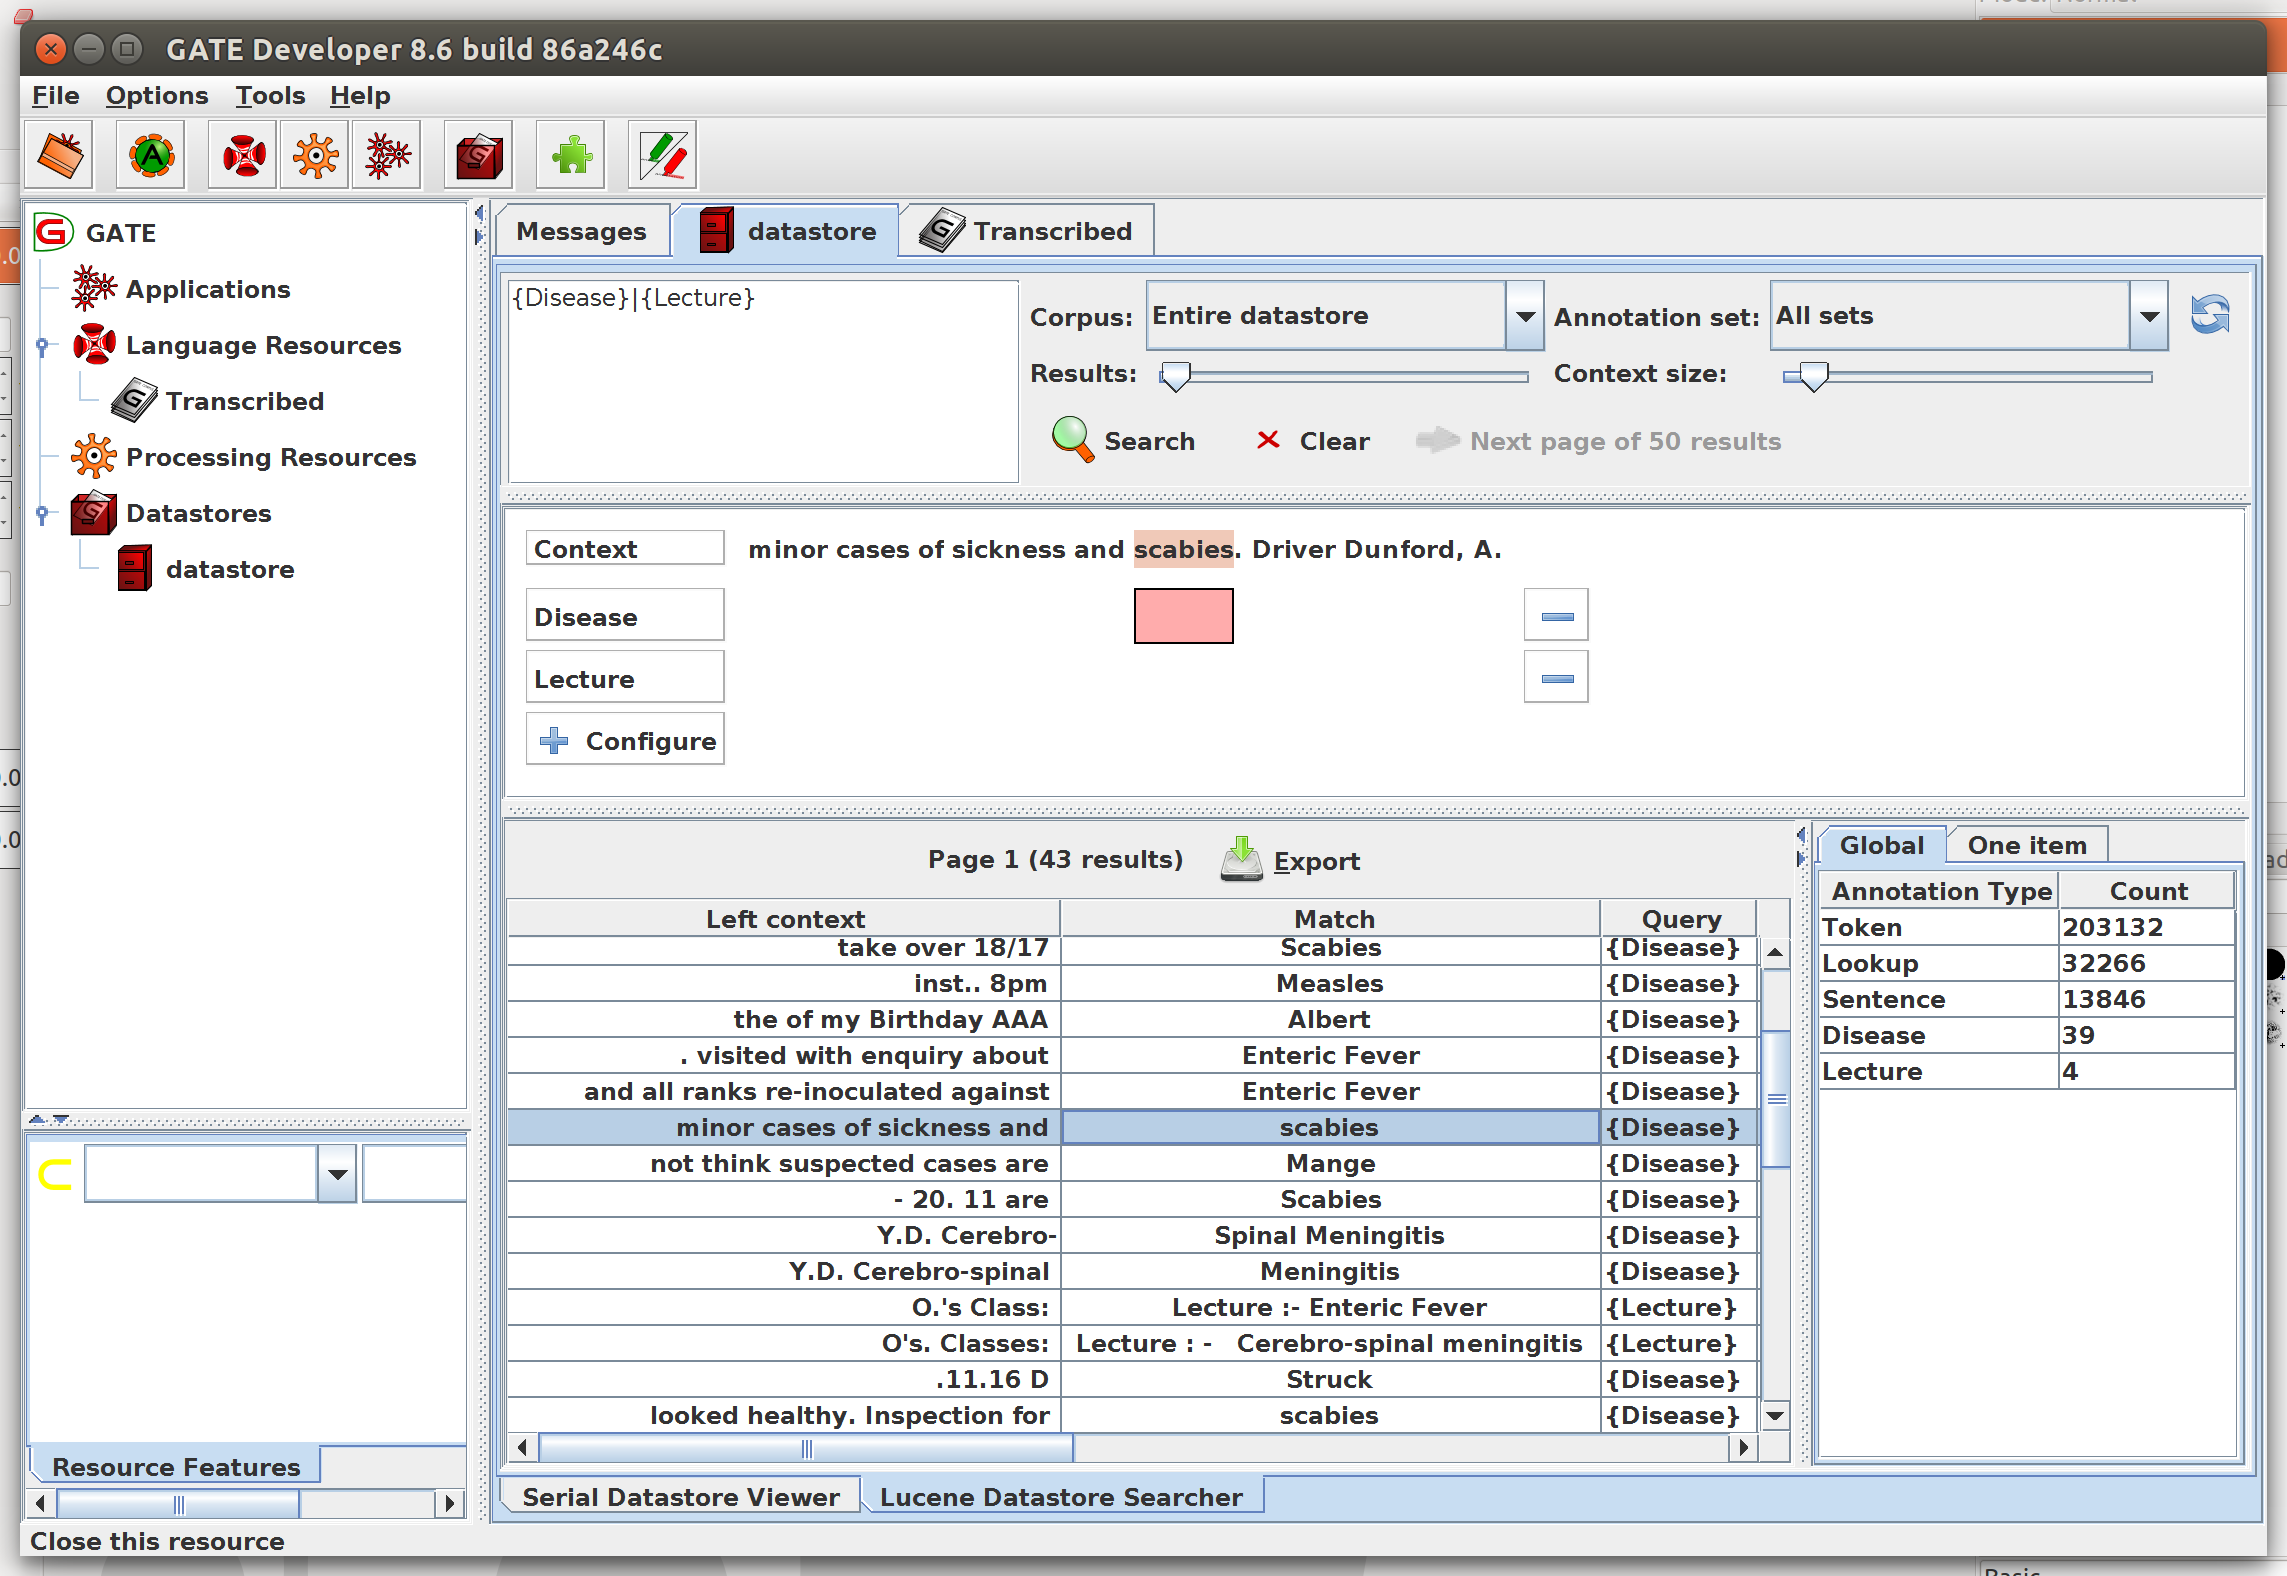 GATE Developer 8.6 build 86a246c
File Options Tools Help
GATE
Applications
Language Resources
Transcribed
Processing Resources
Datastores
datastore
Messages datastore Transcribed
{Disease}|{Lecture}
Corpus: Entire datastore Annotation set: All sets
Results: Context size:
Search Clear Next page of 50 results
Context minor cases of sickness and scabies. Driver Dunford, A.
Disease
Lecture
Configure
Page 1 (43 results) Export
Left context Match Query
take over 18/17 Scabies {Disease}
inst.. 8pm Measles {Disease}
the of my Birthday AAA Albert {Disease}
. visited with enquiry about Enteric Fever {Disease}
and all ranks re-inoculated against Enteric Fever {Disease}
minor cases of sickness and scabies {Disease}
not think suspected cases are Mange {Disease}
- 20. 11 are Scabies {Disease}
Y.D. Cerebro- Spinal Meningitis {Disease}
Y.D. Cerebro-spinal Meningitis {Disease}
O.'s Class: Lecture :- Enteric Fever {Lecture}
O's. Classes: Lecture : - Cerebro-spinal meningitis {Lecture}
.11.16 D Struck {Disease}
looked healthy. Inspection for scabies {Disease}
Global One item
Annotation Type Count
Token 203132
Lookup 32266
Sentence 13846
Disease 39
Lecture 4
Resource Features
Serial Datastore Viewer Lucene Datastore Searcher
Close this resource